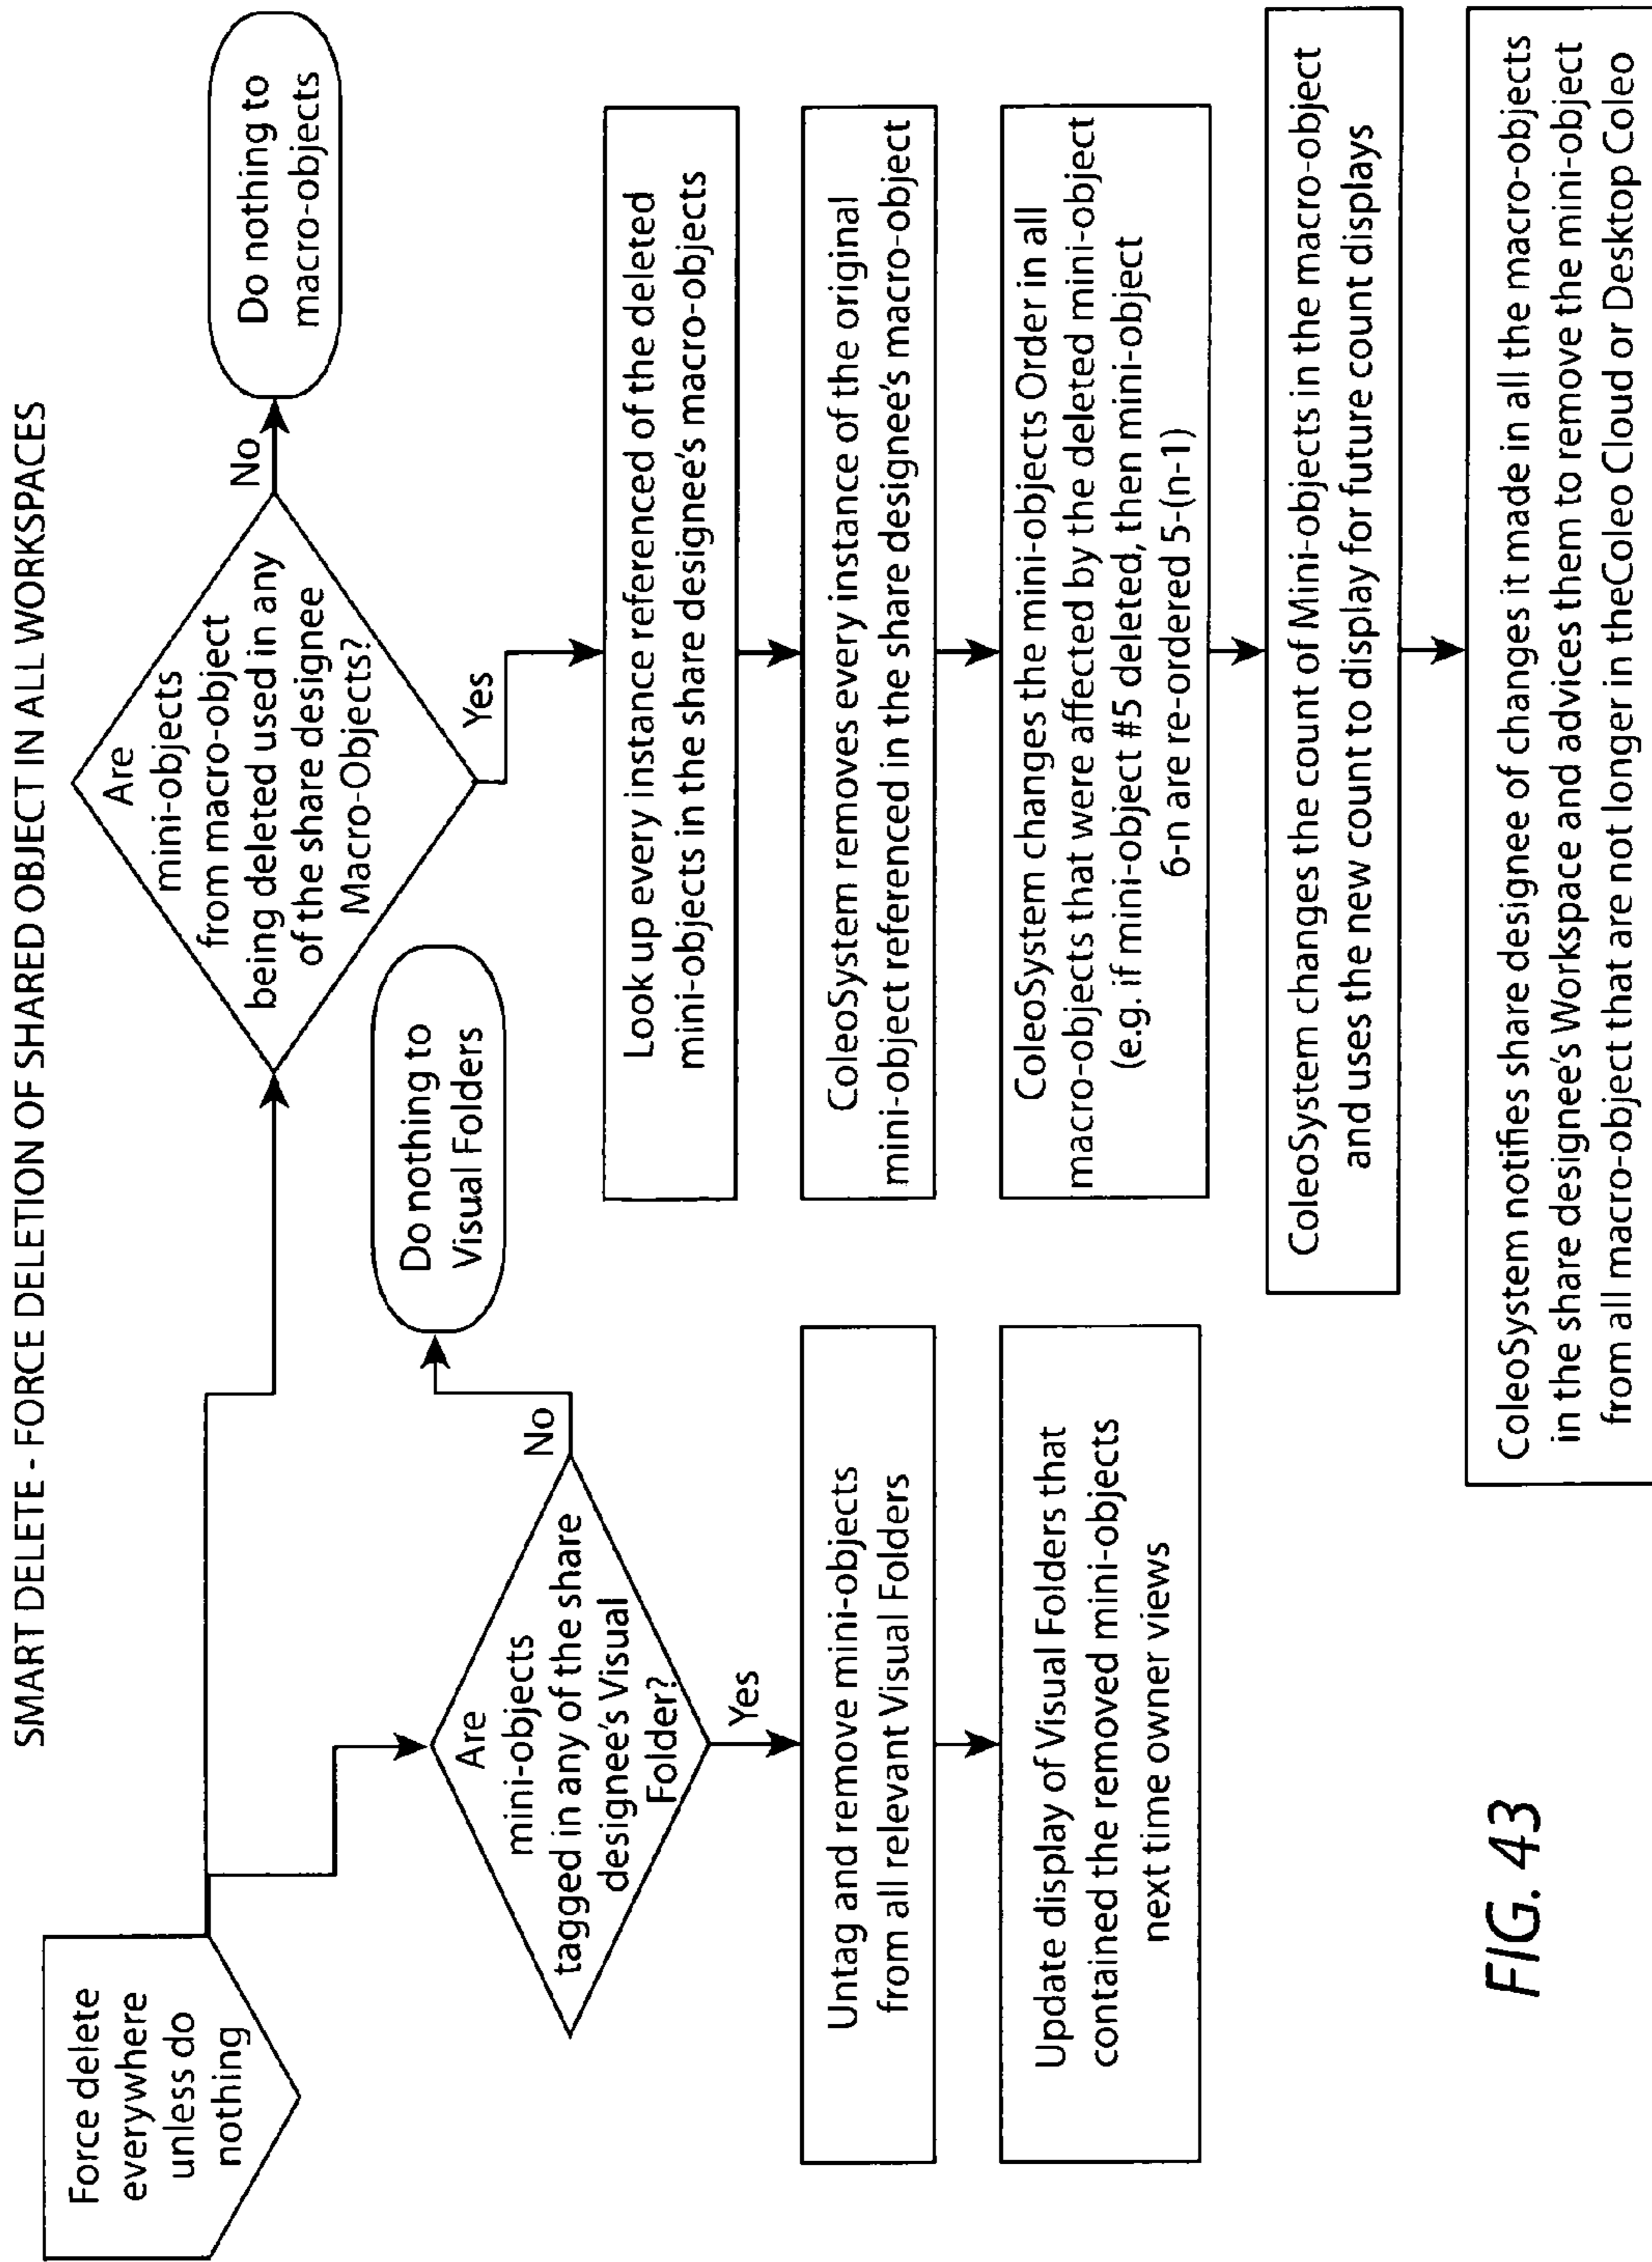 SMART DELETE - FORCE DELETION OF SHARED OBJECT IN ALL WORKSPACES
Force delete
everywhere
unless do
nothing
Are
mini-objects
tagged in any of the share
designee's Visual
Folder?
No
Do nothing to
Visual Folders
Yes
Untag and remove mini-objects
from all relevant Visual Folders
Update display of Visual Folders that
contained the removed mini-objects
next time owner views
Are
mini-objects
from macro-object
being deleted used in any
of the share designee
Macro-Objects?
No
Do nothing to
macro-objects
Yes
Look up every instance referenced of the deleted
mini-objects in the share designee's macro-objects
ColeoSystem removes every instance of the original
mini-object referenced in the share designee's macro-object
ColeoSystem changes the mini-objects Order in all
macro-objects that were affected by the deleted mini-object
(e.g. if mini-object #5 deleted, then mini-object
6-n are re-ordered 5-(n-1)
ColeoSystem changes the count of Mini-objects in the macro-object
and uses the new count to display for future count displays
ColeoSystem notifies share designee of changes it made in all the macro-objects
in the share designee's Workspace and advices them to remove the mini-object
from all macro-object that are not longer in theColeo Cloud or Desktop Coleo
FIG. 43